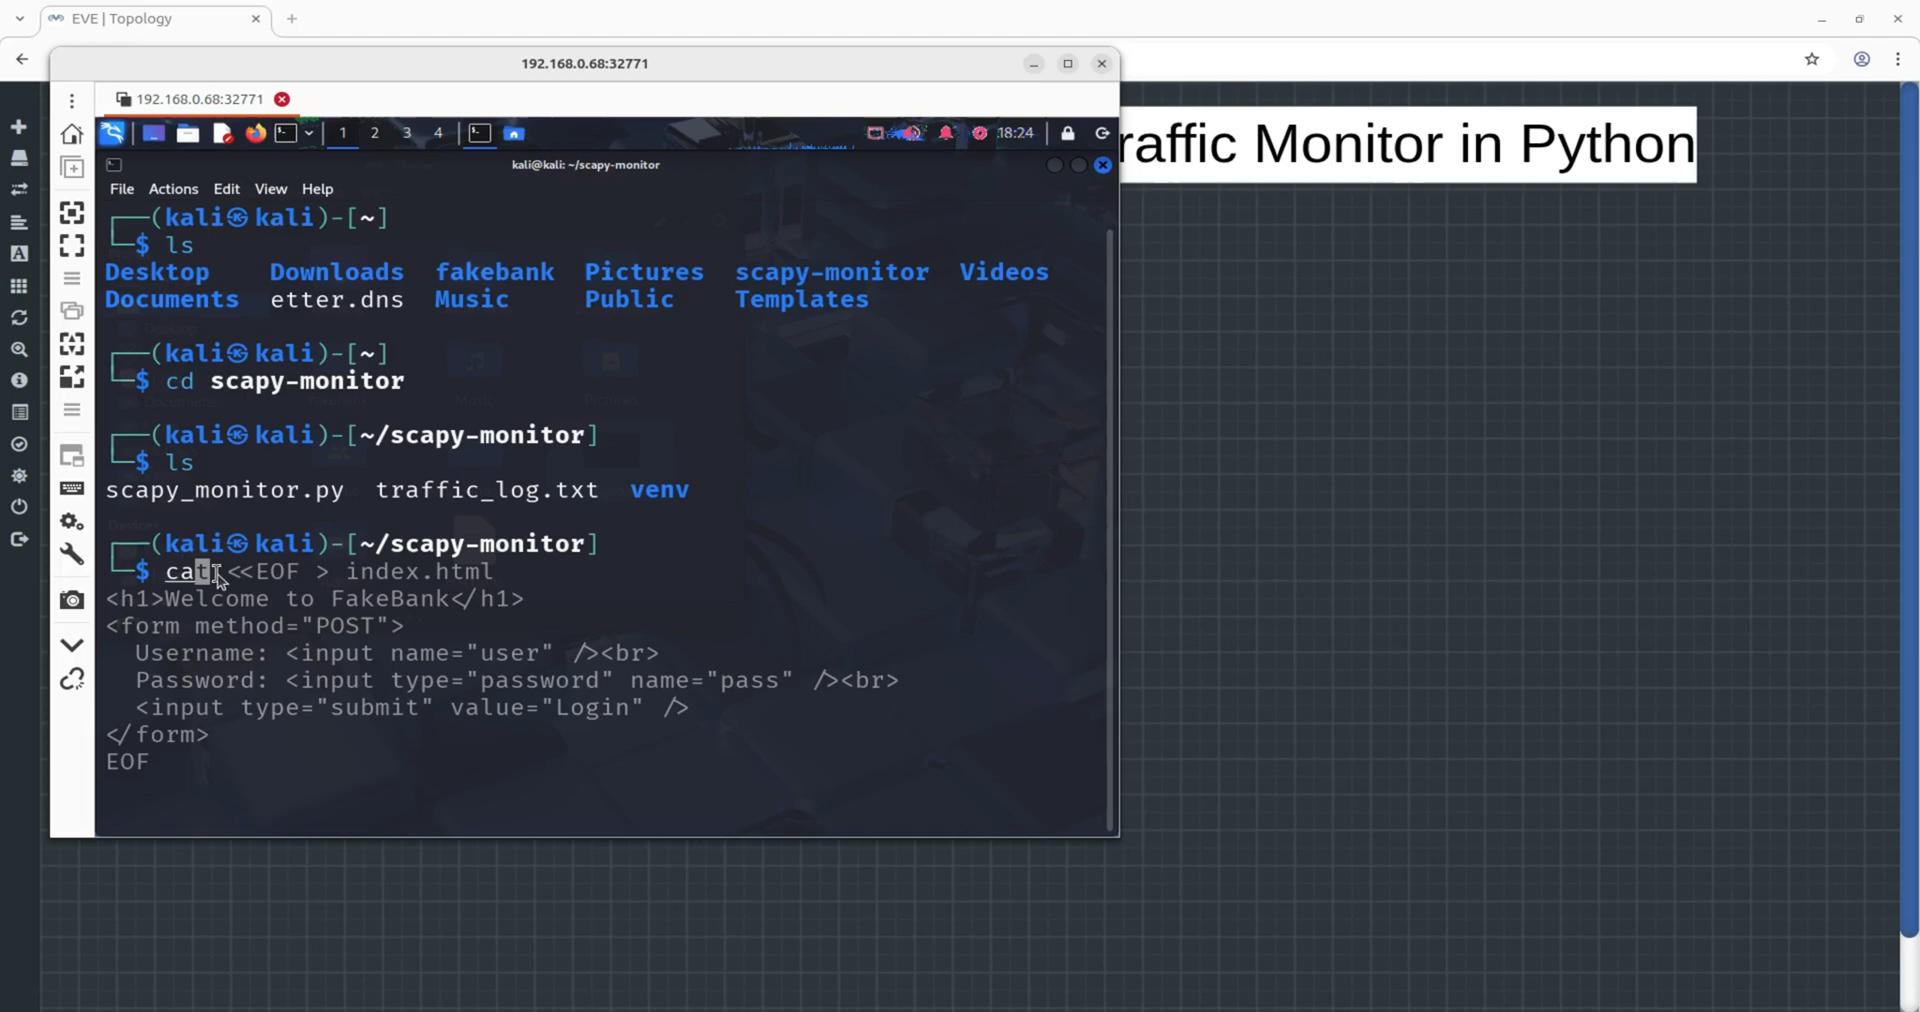 EVE | Topology
192.168.0.68:32771
192.168.0.68:32771
raffic Monitor in Python
1 2 3 4
18:24
kali@kali: ~/scapy-monitor
File Actions Edit View Help
┌──(kali㉿kali)-[~]
└─$ ls
Desktop Downloads fakebank Pictures scapy-monitor Videos
Documents etter.dns Music Public Templates
┌──(kali㉿kali)-[~]
└─$ cd scapy-monitor
┌──(kali㉿kali)-[~/scapy-monitor]
└─$ ls
scapy_monitor.py traffic_log.txt venv
┌──(kali㉿kali)-[~/scapy-monitor]
└─$ cat <<EOF > index.html
<h1>Welcome to FakeBank</h1>
<form method="POST">
Username: <input name="user" /><br>
Password: <input type="password" name="pass" /><br>
<input type="submit" value="Login" />
</form>
EOF